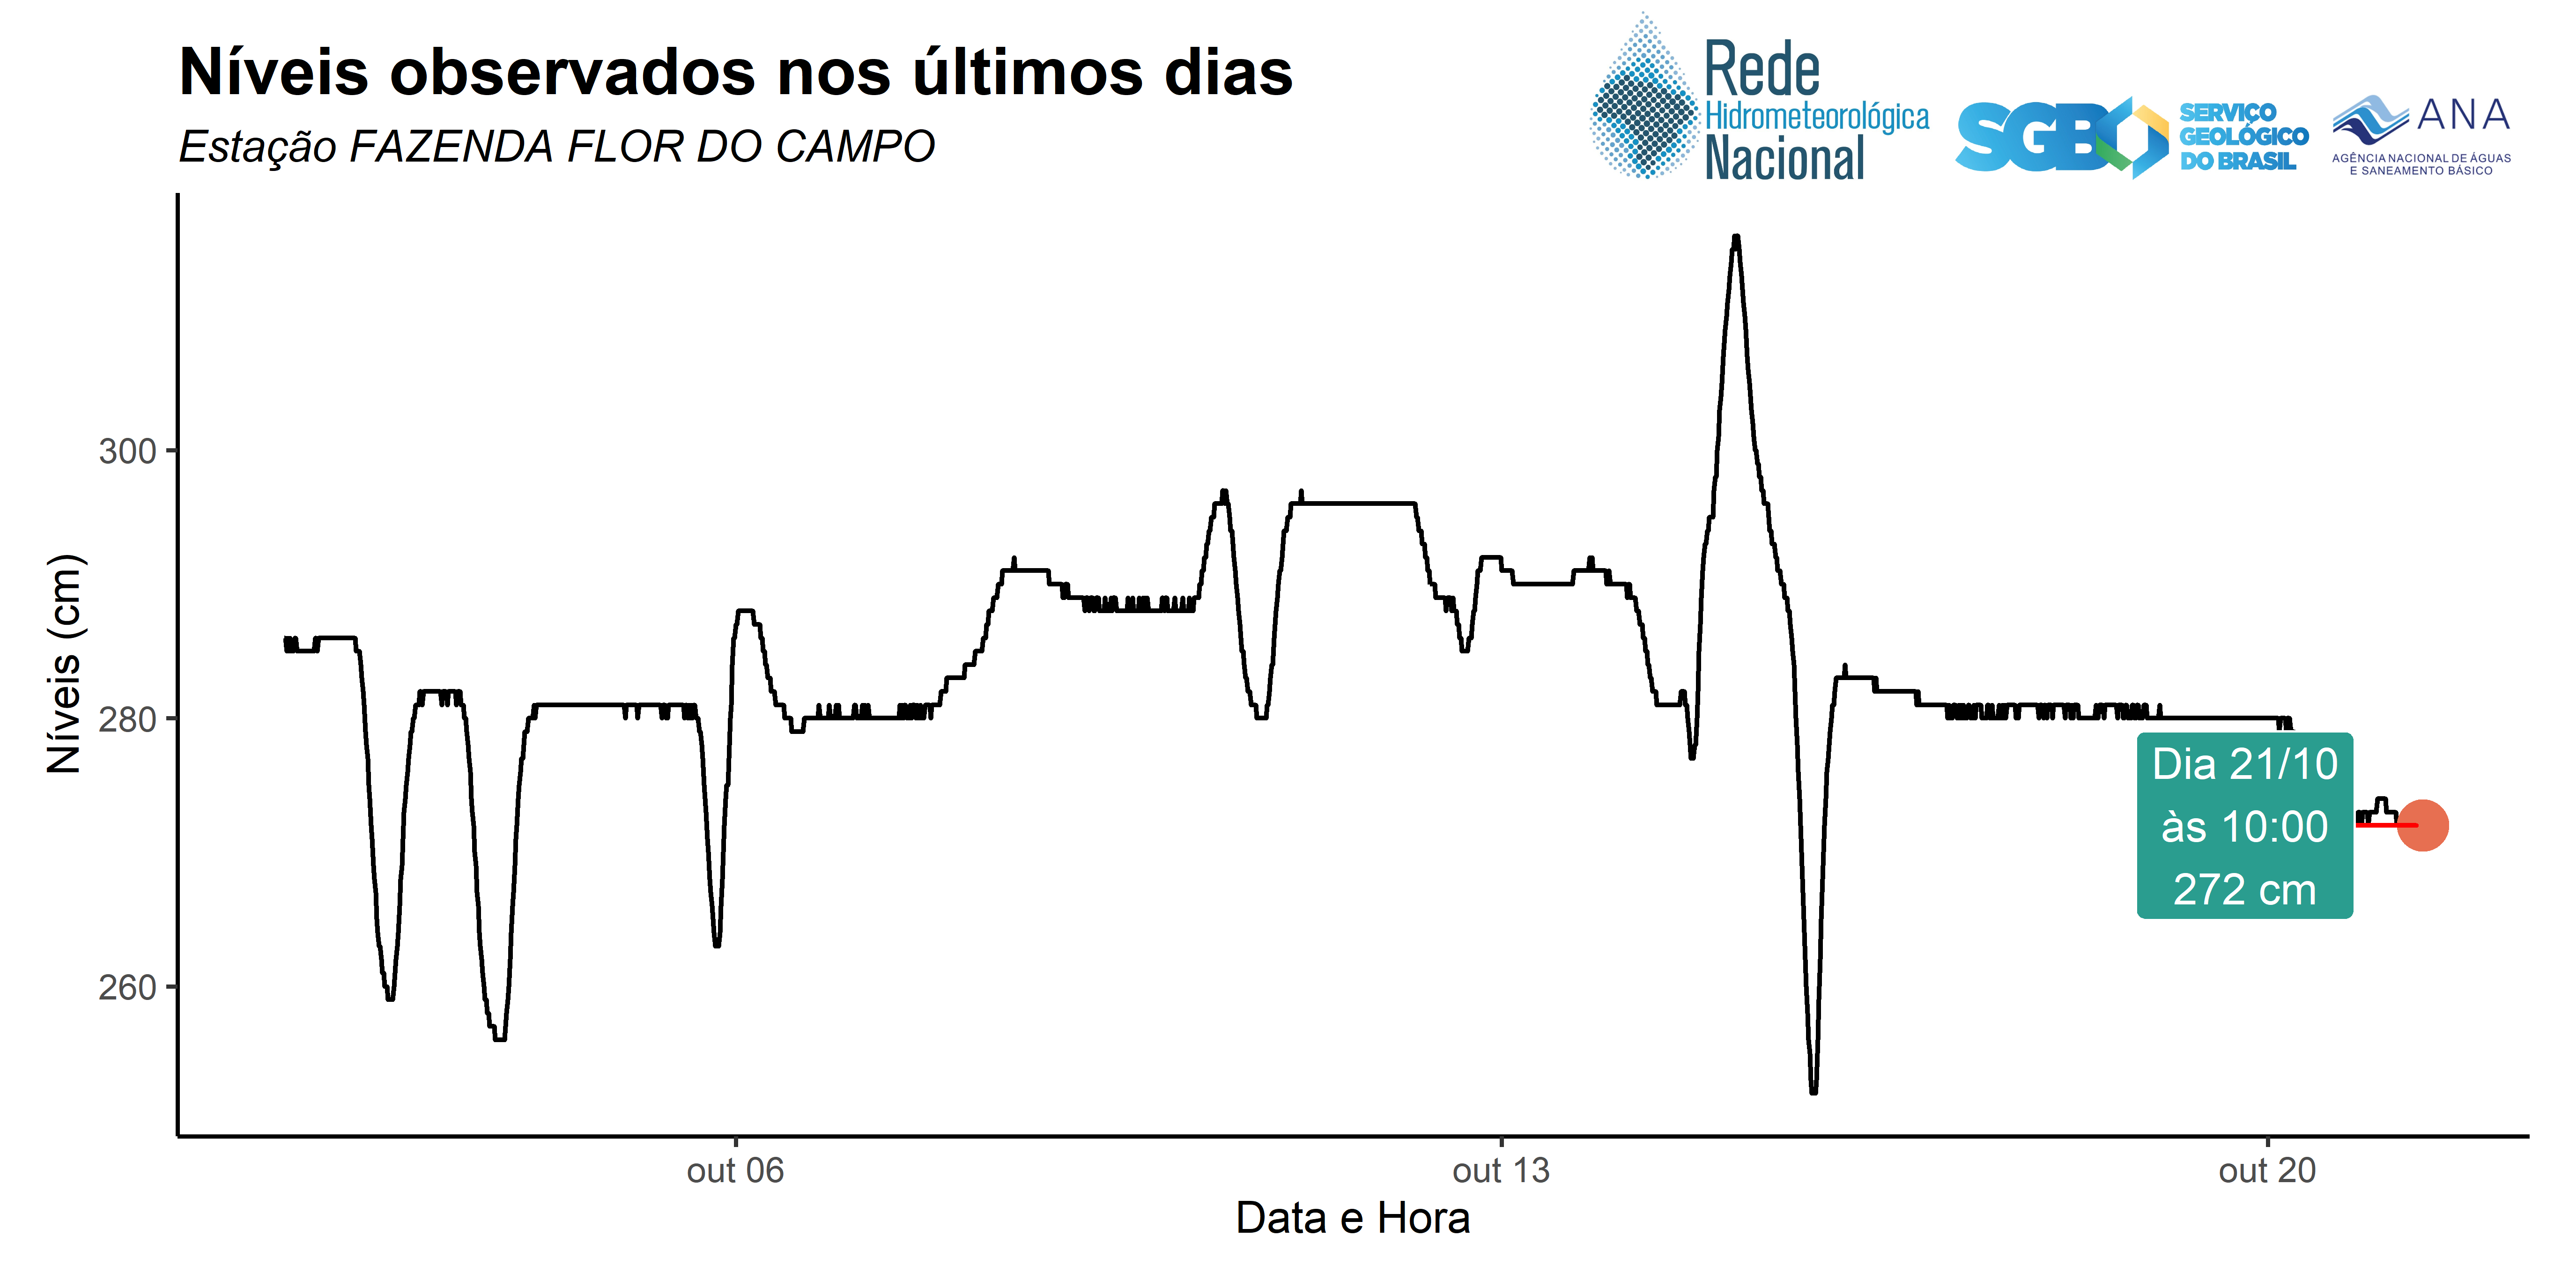 Níveis observados nos últimos dias
Estação FAZENDA FLOR DO CAMPO
Rede
Hidrometeorológica
Nacional
SGB
SERVIÇO
GEOLÓGICO
DO BRASIL
ANA
AGÊNCIA NACIONAL DE ÁGUAS
E SANEAMENTO BÁSICO
Níveis (cm)
300
280
260
Dia 21/10
às 10:00
272 cm
out 06
out 13
out 20
Data e Hora